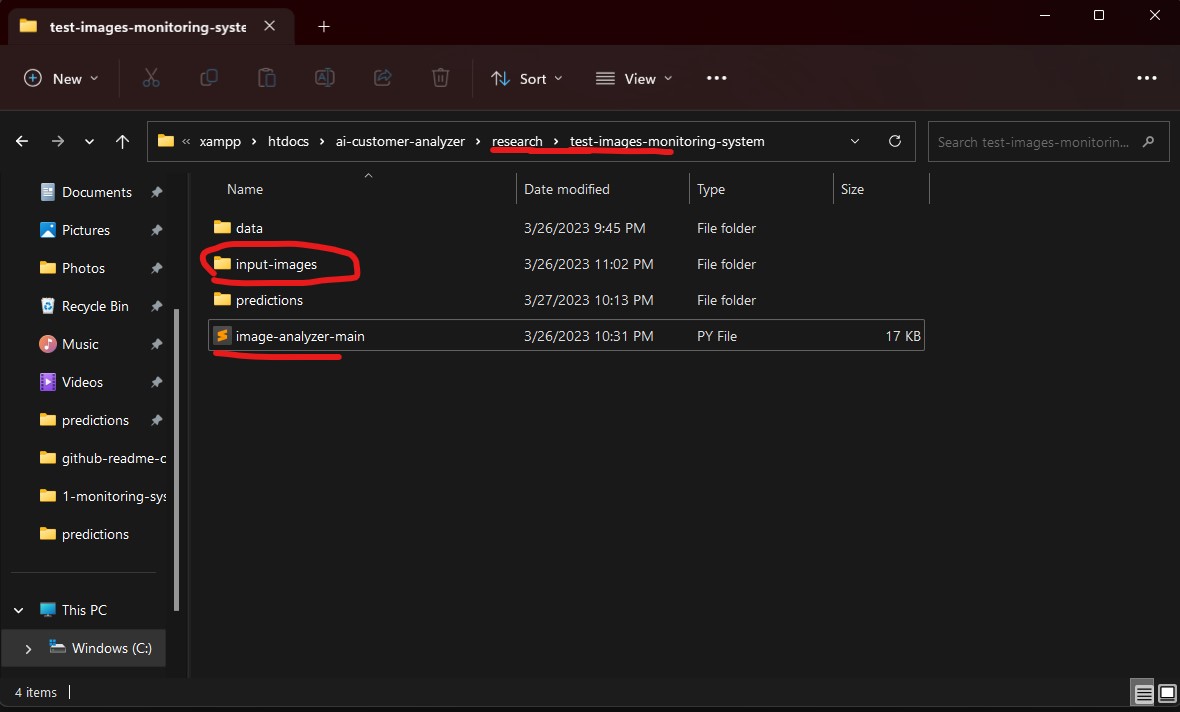 test-images-monitoring-syste
New Sort View
« xampp > htdocs > ai-customer-analyzer > research > test-images-monitoring-system
Search test-images-monitorin...
Name Date modified Type Size
data 3/26/2023 9:45 PM File folder
input-images 3/26/2023 11:02 PM File folder
predictions 3/27/2023 10:13 PM File folder
image-analyzer-main 3/26/2023 10:31 PM PY File 17 KB
Documents
Pictures
Photos
Recycle Bin
Music
Videos
predictions
github-readme-c
1-monitoring-sys
predictions
This PC
Windows (C:)
4 items